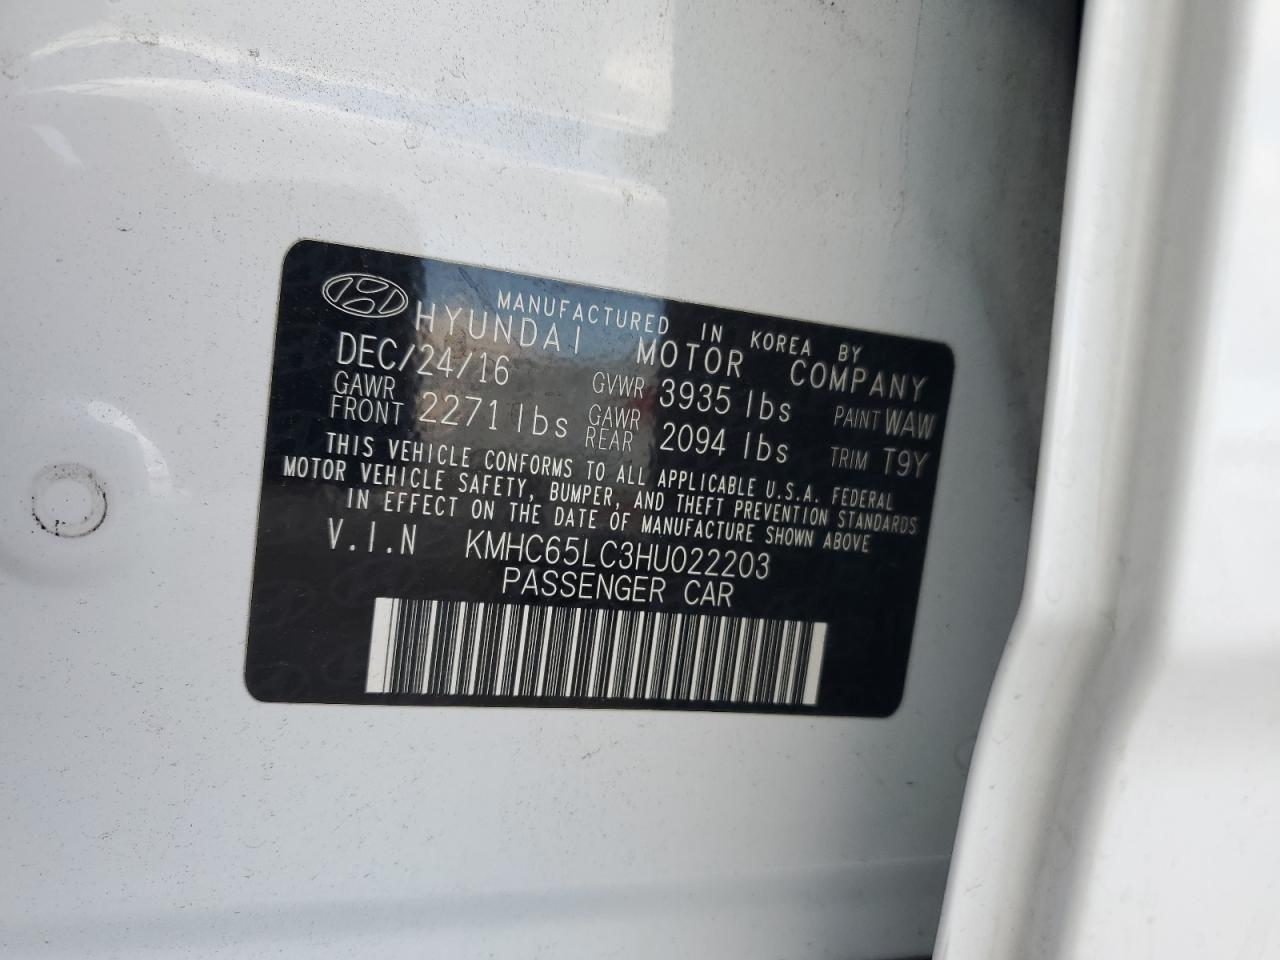 MANUFACTURED IN KOREA BY
HYUNDAI MOTOR COMPANY
DEC/24/16 GVWR 3935 lbs PAINT WAW
GAWR FRONT 2271 lbs GAWR REAR 2094 lbs TRIM T9Y
THIS VEHICLE CONFORMS TO ALL APPLICABLE U.S.A. FEDERAL
MOTOR VEHICLE SAFETY, BUMPER, AND THEFT PREVENTION STANDARDS
IN EFFECT ON THE DATE OF MANUFACTURE SHOWN ABOVE
V.I.N KMHC65LC3HU022203
PASSENGER CAR